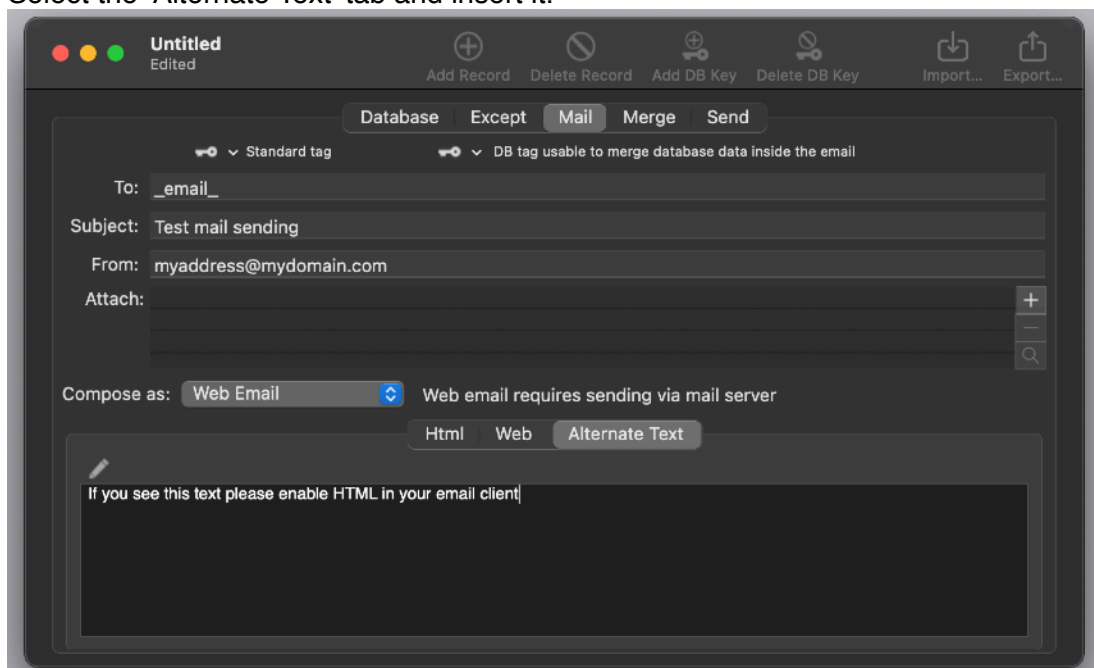 Select the 'Alternate Text' tab and insert it.
Untitled
Edited
Add Record Delete Record Add DB Key Delete DB Key Import... Export...
Database Except Mail Merge Send
Standard tag DB tag usable to merge database data inside the email
To: _email_
Subject: Test mail sending
From: myaddress@mydomain.com
Attach:
Compose as: Web Email Web email requires sending via mail server
Html Web Alternate Text
If you see this text please enable HTML in your email client